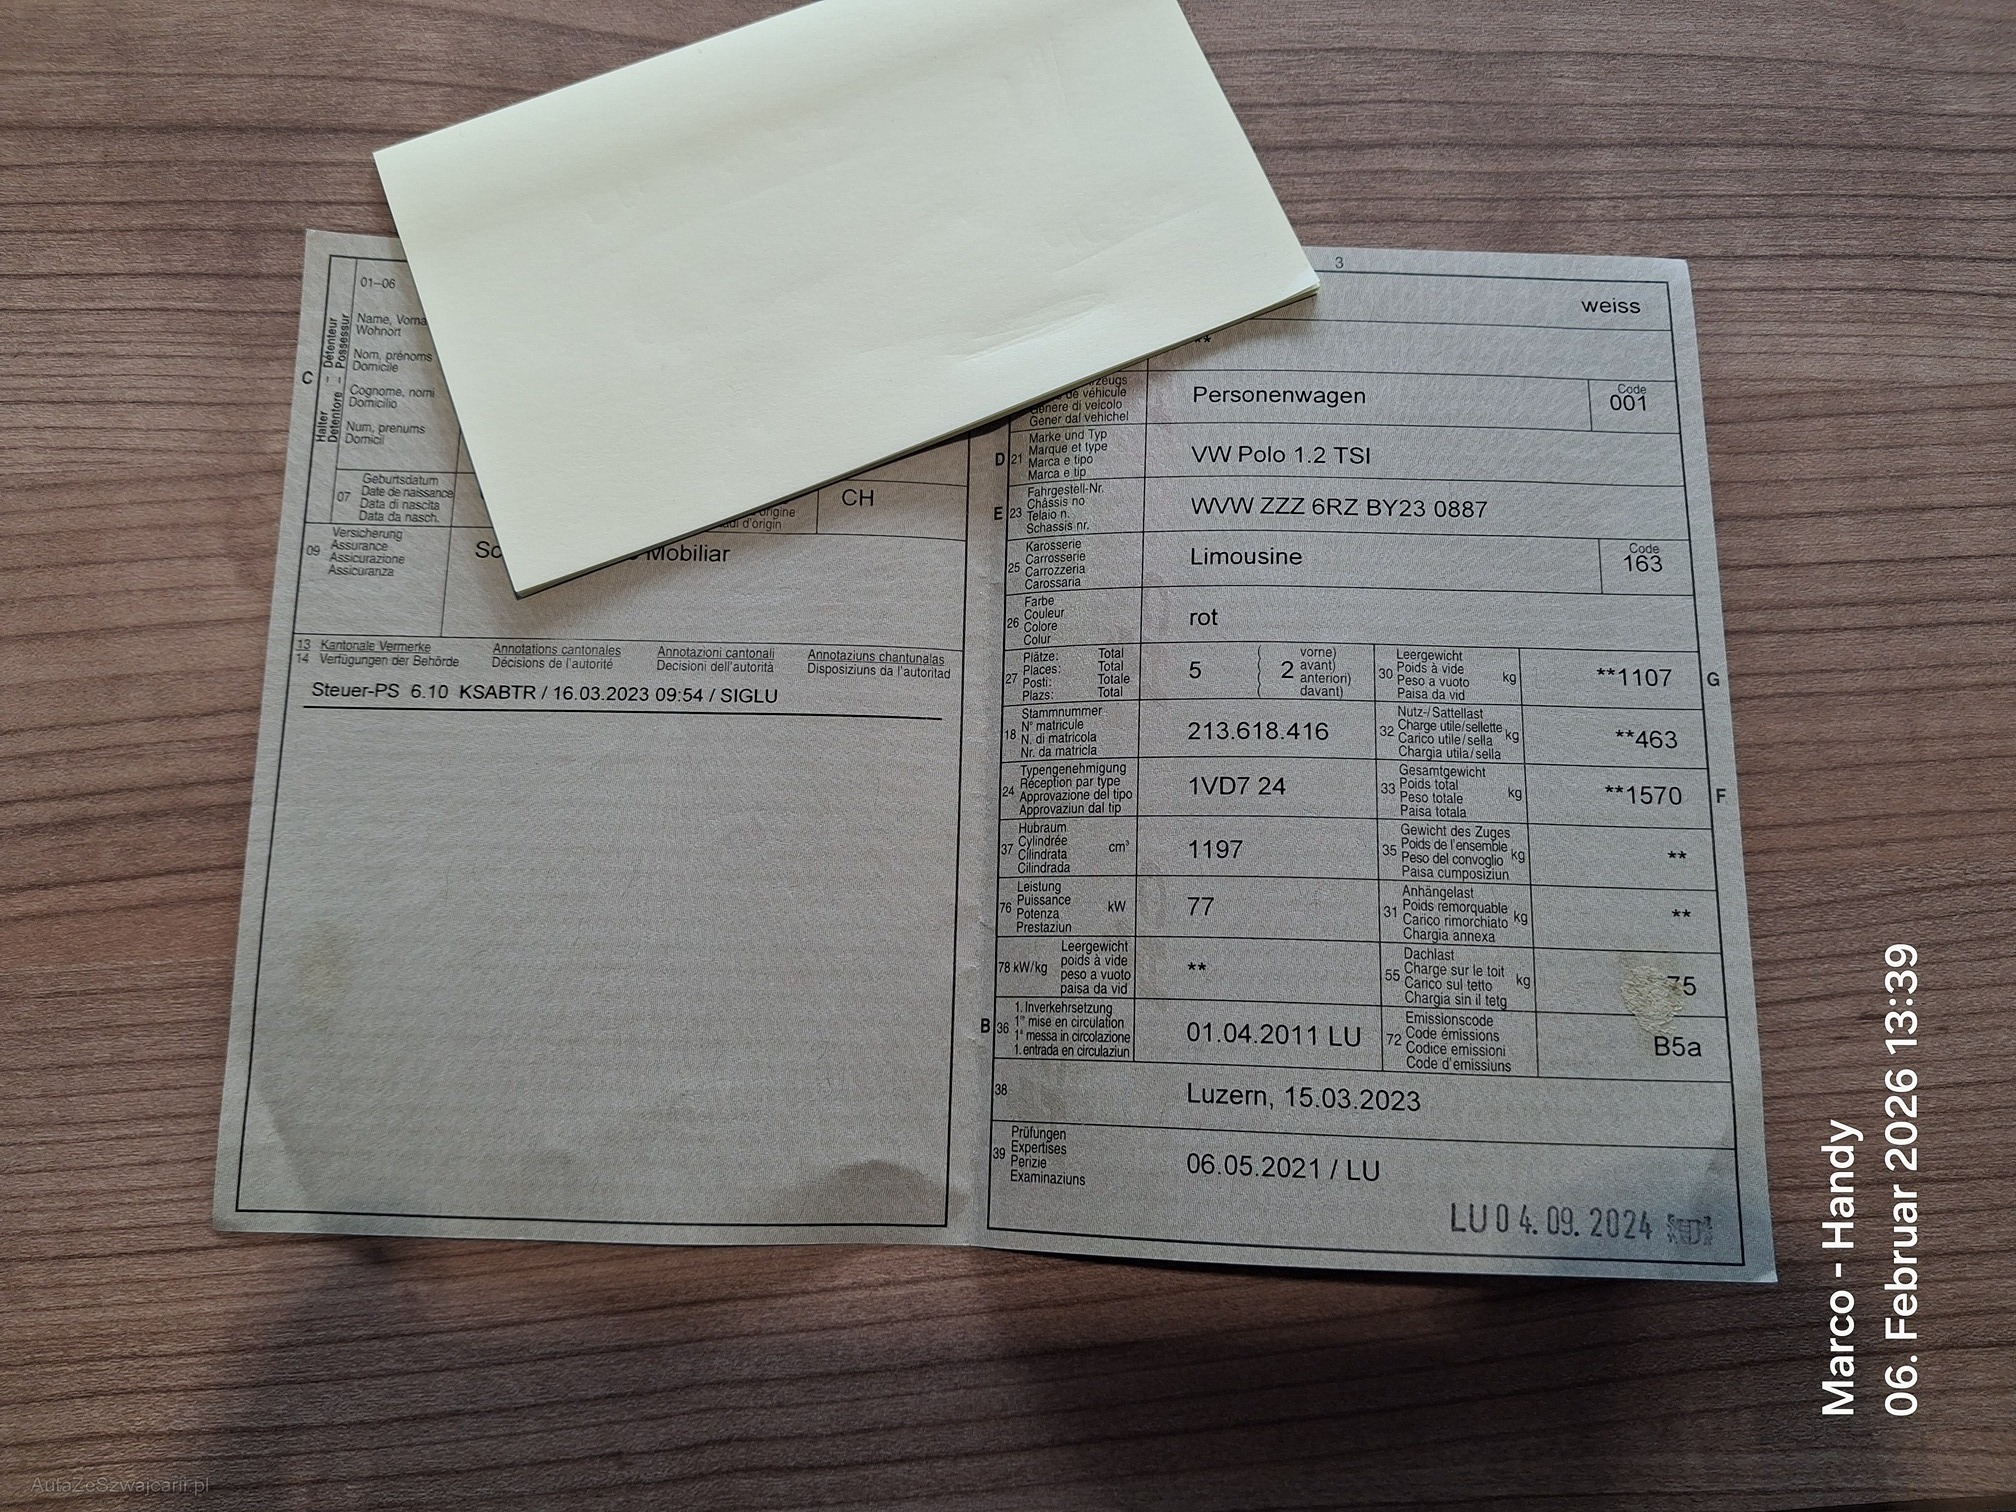 01–06
Halter – Détenteur
Detentore – Possessur
C
Name, Vorna
Wohnort
Nom, prénoms
Domicile
Cognome, nomi
Domicilio
Num, prenums
Domicil
07
Geburtsdatum
Date de naissance
Data di nascita
Data da nasch.
origine
d'origin
CH
09
Versicherung
Assurance
Assicurazione
Assicuranza
Mobiliar
13 Kantonale Vermerke Annotations cantonales Annotazioni cantonali Annotaziuns chantunalas
14 Verfügungen der Behörde Décisions de l'autorité Decisioni dell'autorità Disposiziuns da l'autoritad
Steuer-PS 6.10 KSABTR / 16.03.2023 09:54 / SIGLU
3
weiss
**
de véhicule
Genere di veicolo
Gener dal vehichel
Personenwagen
Code
001
D 21
Marke und Typ
Marque et type
Marca e tipo
Marca e tip
VW Polo 1.2 TSI
E 23
Fahrgestell-Nr.
Châssis no
Telaio n.
Schassis nr.
WVW ZZZ 6RZ BY23 0887
25
Karosserie
Carrosserie
Carrozzeria
Carossaria
Limousine
Code
163
26
Farbe
Couleur
Colore
Colur
rot
27
Plätze: Total
Places: Total
Posti: Totale
Plazs: Total
5
2
vorne)
avant)
anteriori)
davant)
30
Leergewicht
Poids à vide
Peso a vuoto
Paisa da vid
kg
**1107
G
18
Stammnummer
N° matricule
N. di matricola
Nr. da matricla
213.618.416
32
Nutz-/Sattellast
Charge utile/sellette
Carico utile/sella
Chargia utila/sella
kg
**463
24
Typengenehmigung
Réception par type
Approvazione del tipo
Approvaziun dal tip
1VD7 24
33
Gesamtgewicht
Poids total
Peso totale
Paisa totala
kg
**1570
F
37
Hubraum
Cylindrée
Cilindrata
Cilindrada
cm³
1197
35
Gewicht des Zuges
Poids de l'ensemble
Peso del convoglio
Paisa cumposiziun
kg
**
76
Leistung
Puissance
Potenza
Prestaziun
kW
77
31
Anhängelast
Poids remorquable
Carico rimorchiato
Chargia annexa
kg
**
78 kW/kg
Leergewicht
poids à vide
peso a vuoto
paisa da vid
**
55
Dachlast
Charge sur le toit
Carico sul tetto
Chargia sin il tetg
kg
75
B 36
1. Inverkehrsetzung
1re mise en circulation
1a messa in circolazione
1. entrada en circulaziun
01.04.2011 LU
72
Emissionscode
Code émissions
Codice emissioni
Code d'emissiuns
B5a
38
Luzern, 15.03.2023
39
Prüfungen
Expertises
Perizie
Examinaziuns
06.05.2021 / LU
LU 0 4. 09. 2024
Marco - Handy
06. Februar 2026 13:39
AutaZeSzwajcarii.pl